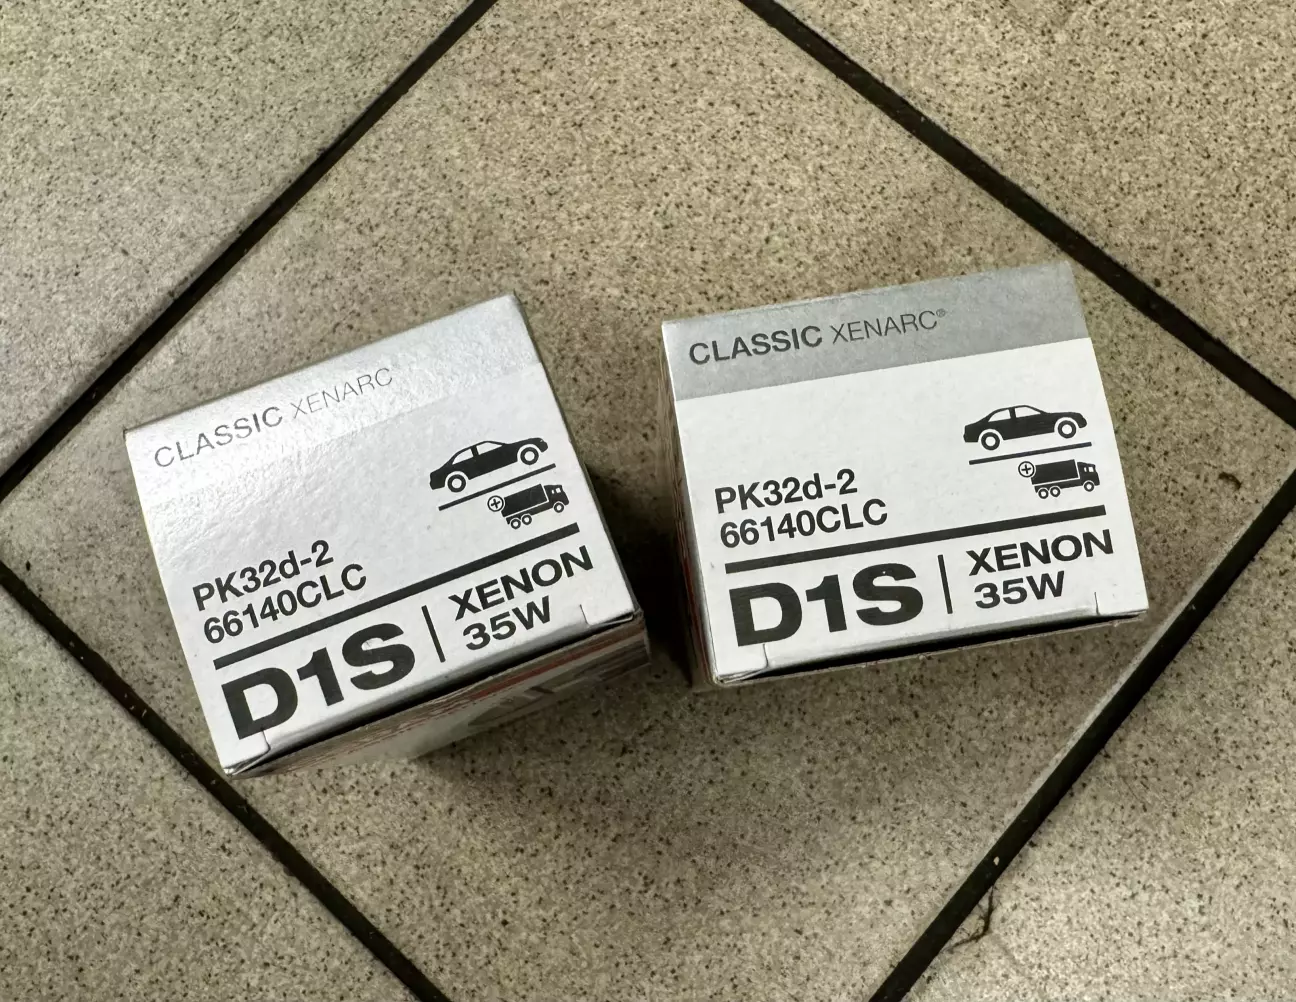 CLASSIC XENARC
PK32d-2
66140CLC
D1S
XENON
35W
CLASSIC XENARC®
PK32d-2
66140CLC
D1S
XENON
35W